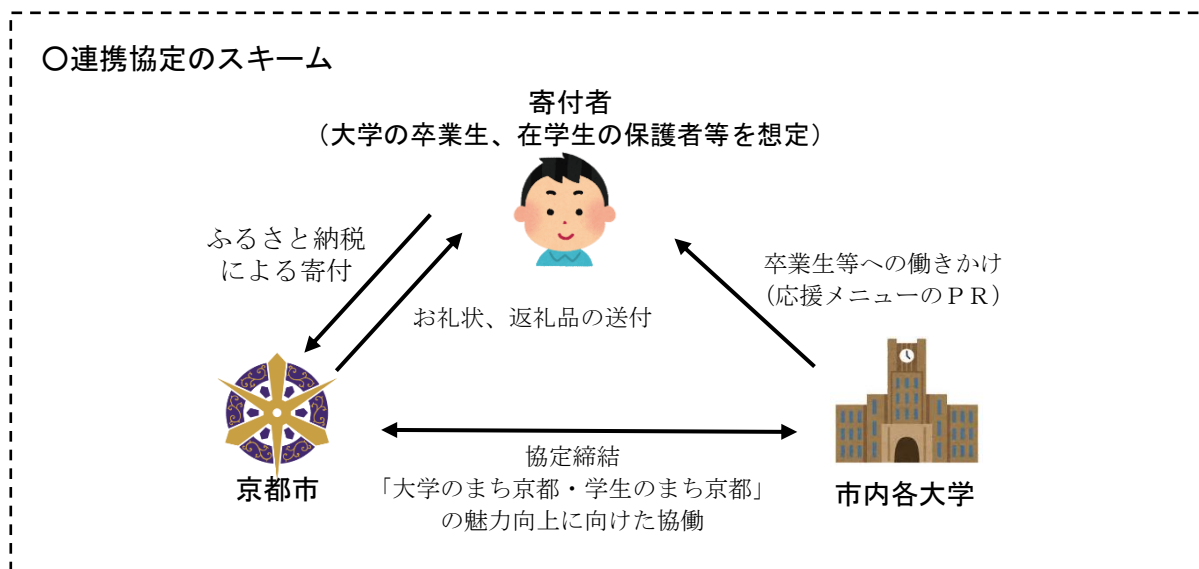 〇連携協定のスキーム
寄付者
（大学の卒業生、在学生の保護者等を想定）
ふるさと納税
による寄付
お礼状、返礼品の送付
卒業生等への働きかけ
（応援メニューのＰＲ）
京都市
協定締結
「大学のまち京都・学生のまち京都」
の魅力向上に向けた協働
市内各大学